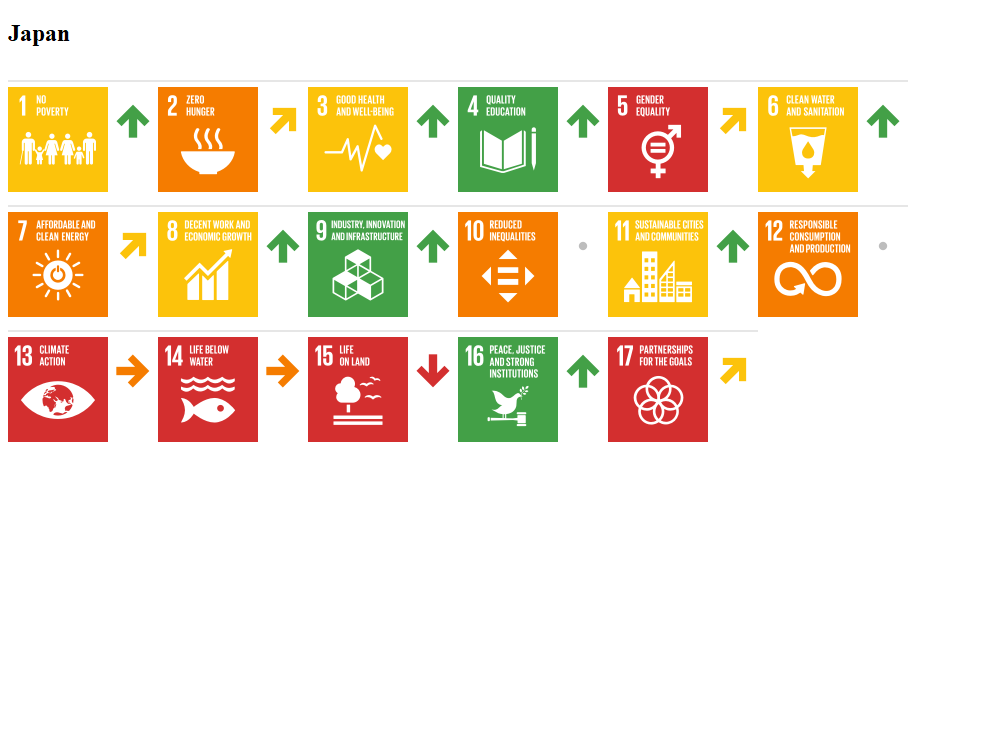 Japan
1 NO
POVERTY
2 ZERO
HUNGER
3 GOOD HEALTH
AND WELL-BEING
4 QUALITY
EDUCATION
5 GENDER
EQUALITY
6 CLEAN WATER
AND SANITATION
7 AFFORDABLE AND
CLEAN ENERGY
8 DECENT WORK AND
ECONOMIC GROWTH
9 INDUSTRY, INNOVATION
AND INFRASTRUCTURE
10 REDUCED
INEQUALITIES
11 SUSTAINABLE CITIES
AND COMMUNITIES
12 RESPONSIBLE
CONSUMPTION
AND PRODUCTION
13 CLIMATE
ACTION
14 LIFE BELOW
WATER
15 LIFE
ON LAND
16 PEACE, JUSTICE
AND STRONG
INSTITUTIONS
17 PARTNERSHIPS
FOR THE GOALS